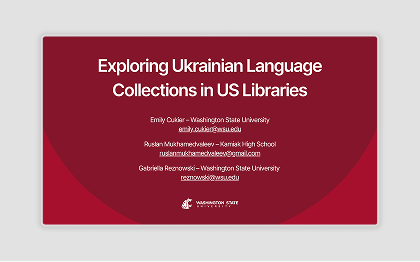 Exploring Ukrainian Language
Collections in US Libraries
Emily Cukier – Washington State University
emily.cukier@wsu.edu
Ruslan Mukhamedvaleev – Kamiak High School
ruslanmukhamedvaleev@gmail.com
Gabriella Reznowski – Washington State University
reznowski@wsu.edu
WASHINGTON STATE
UNIVERSITY